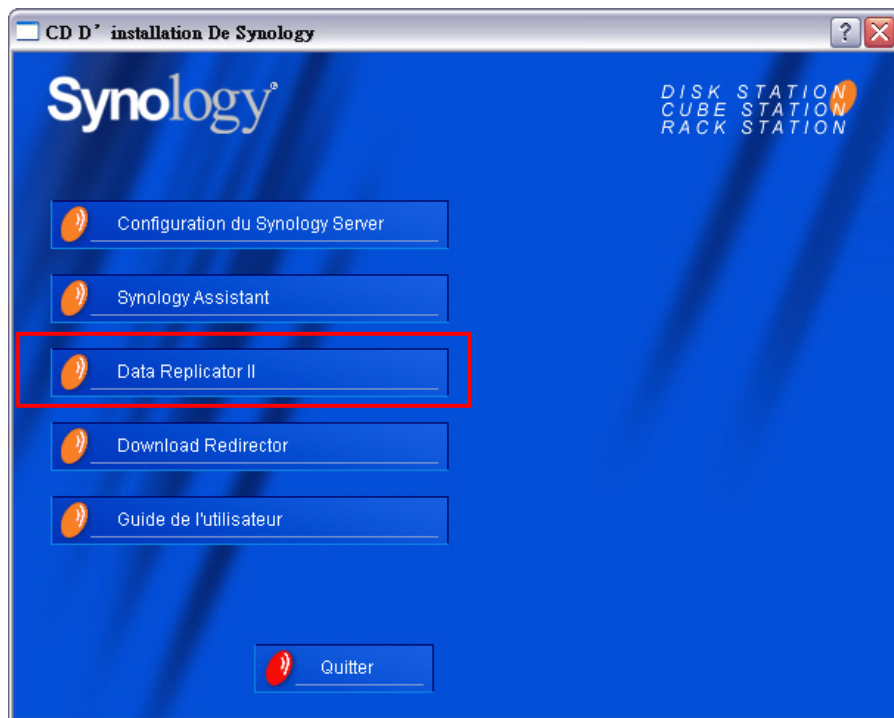 CD D’ installation De Synology
Synology®
DISK STATION
CUBE STATION
RACK STATION
Configuration du Synology Server
Synology Assistant
Data Replicator II
Download Redirector
Guide de l'utilisateur
Quitter